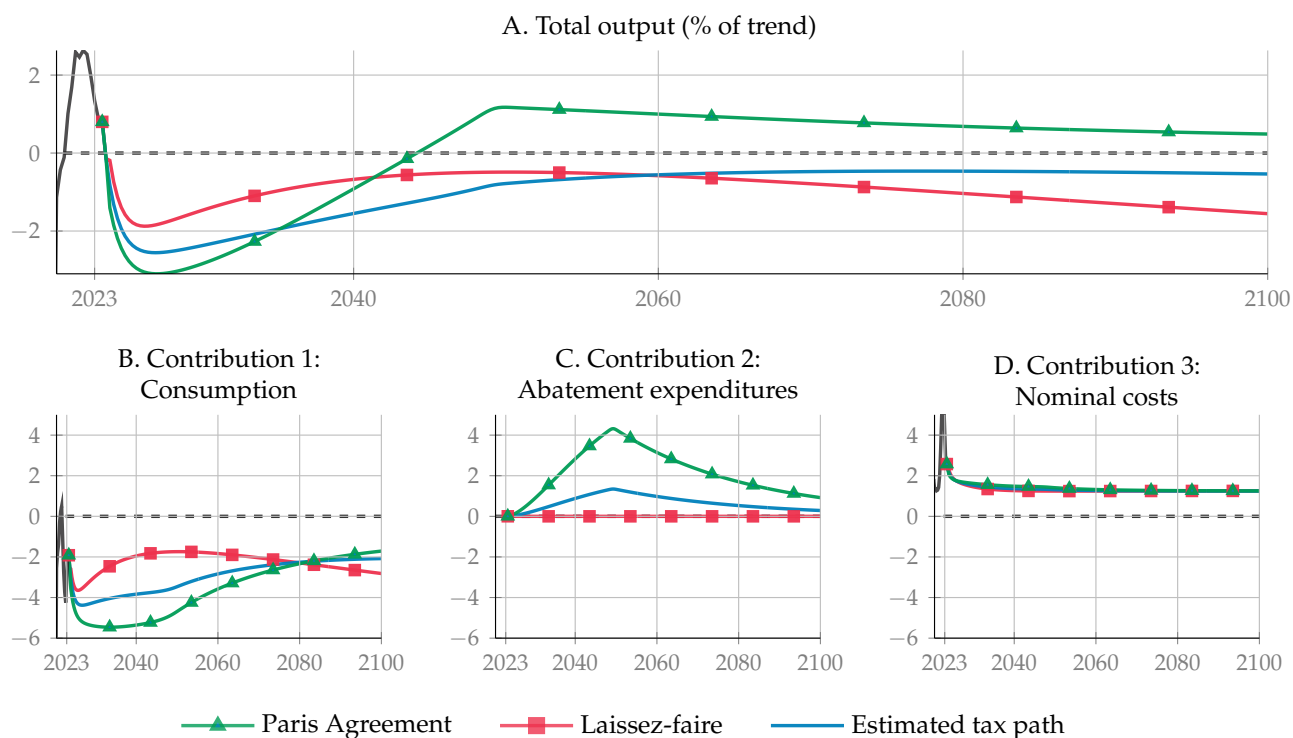 A. Total output (% of trend)
2
0
−2
2023 2040 2060 2080 2100
B. Contribution 1:
Consumption
4
2
0
−2
−4
−6
2023 2040 2060 2080 2100
C. Contribution 2:
Abatement expenditures
4
2
0
−2
−4
−6
2023 2040 2060 2080 2100
D. Contribution 3:
Nominal costs
4
2
0
−2
−4
−6
2023 2040 2060 2080 2100
Paris Agreement Laissez-faire Estimated tax path